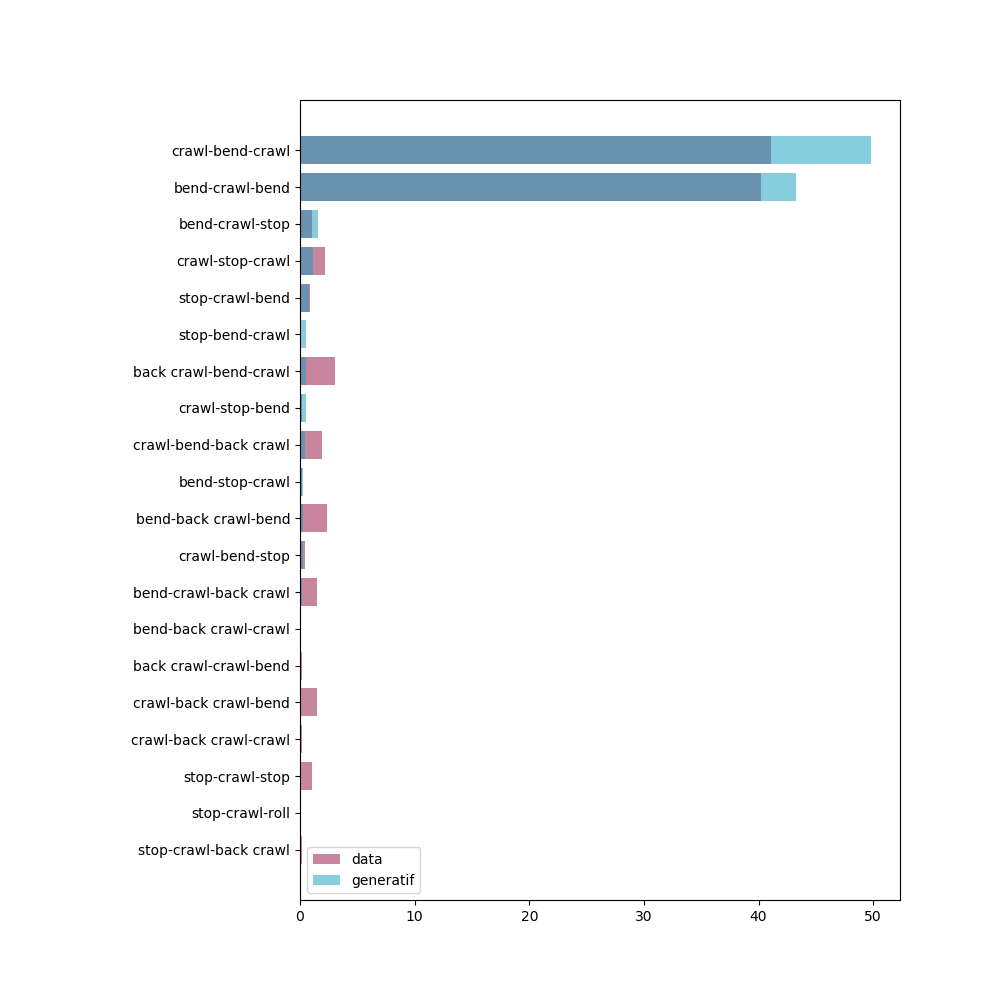 crawl-bend-crawl
bend-crawl-bend
bend-crawl-stop
crawl-stop-crawl
stop-crawl-bend
stop-bend-crawl
back crawl-bend-crawl
crawl-stop-bend
crawl-bend-back crawl
bend-stop-crawl
bend-back crawl-bend
crawl-bend-stop
bend-crawl-back crawl
bend-back crawl-crawl
back crawl-crawl-bend
crawl-back crawl-bend
crawl-back crawl-crawl
stop-crawl-stop
stop-crawl-roll
stop-crawl-back crawl
data
generatif
0 10 20 30 40 50